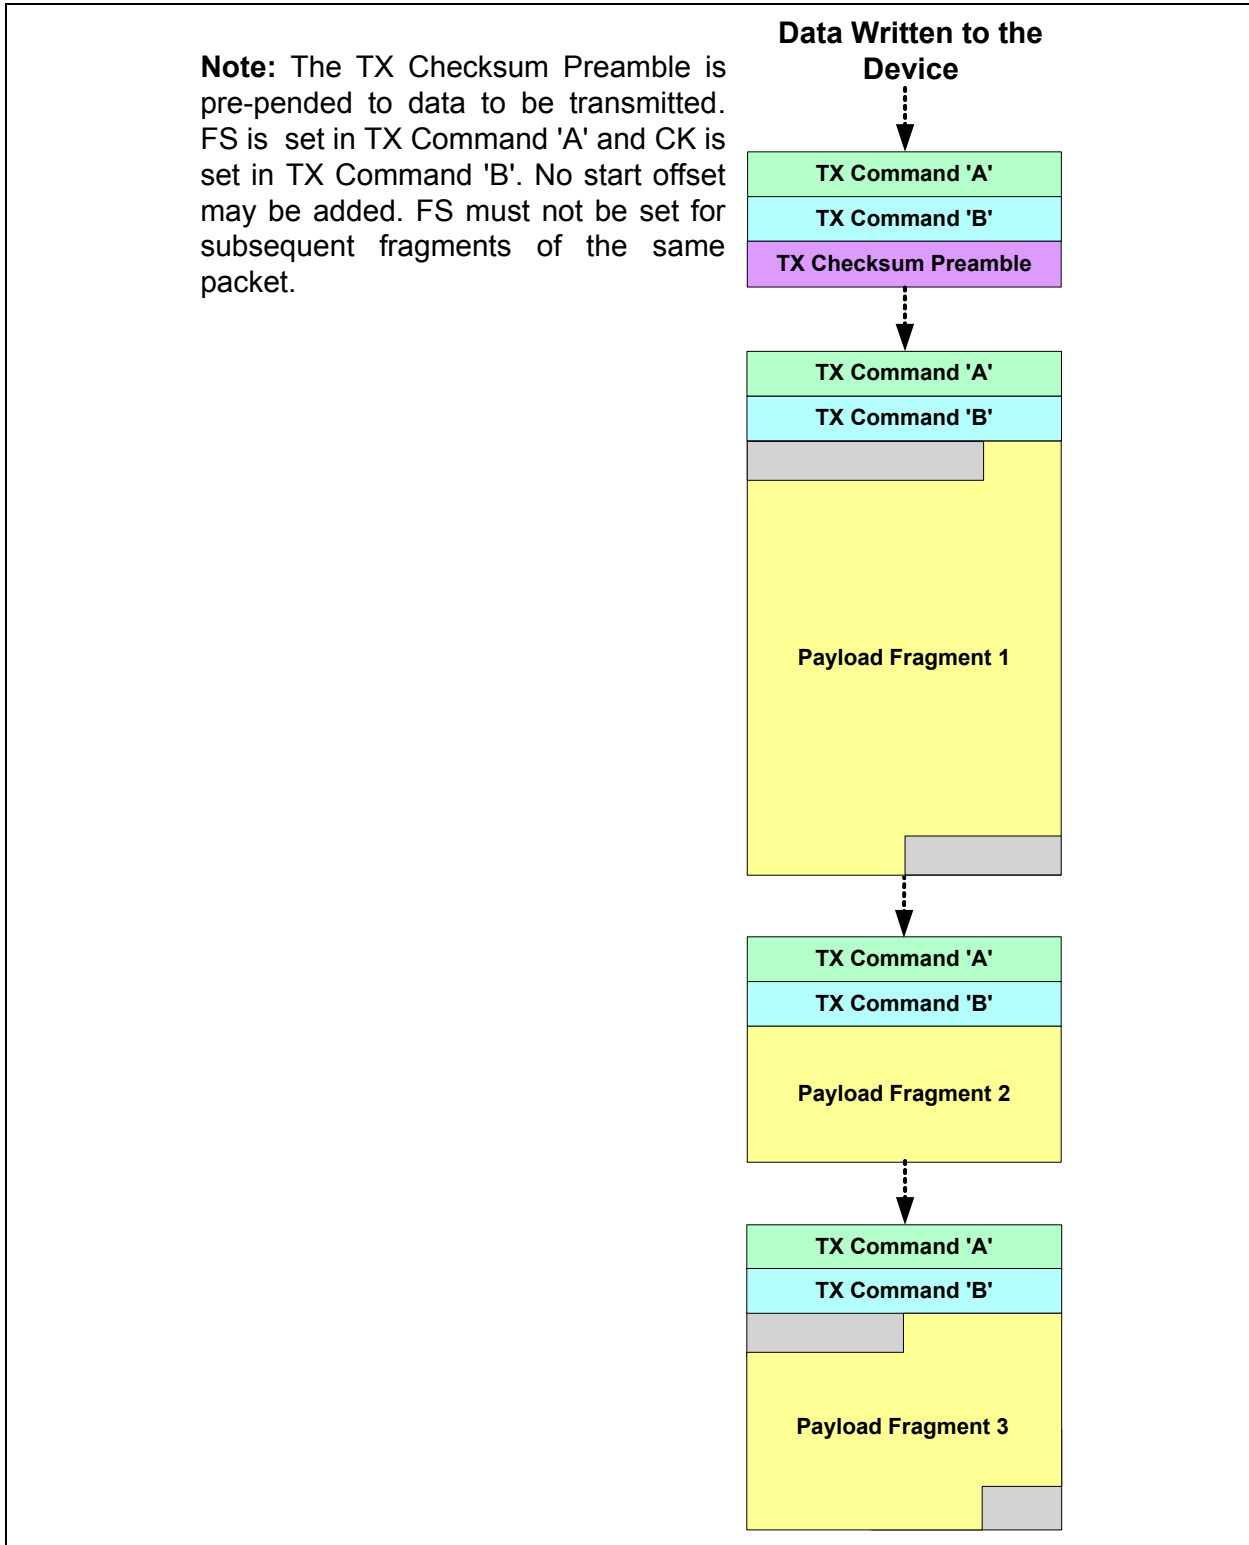 Note: The TX Checksum Preamble is
pre-pended to data to be transmitted.
FS is set in TX Command 'A' and CK is
set in TX Command 'B'. No start offset
may be added. FS must not be set for
subsequent fragments of the same
packet.
Data Written to the
Device
TX Command 'A'
TX Command 'B'
TX Checksum Preamble
TX Command 'A'
TX Command 'B'
Payload Fragment 1
TX Command 'A'
TX Command 'B'
Payload Fragment 2
TX Command 'A'
TX Command 'B'
Payload Fragment 3